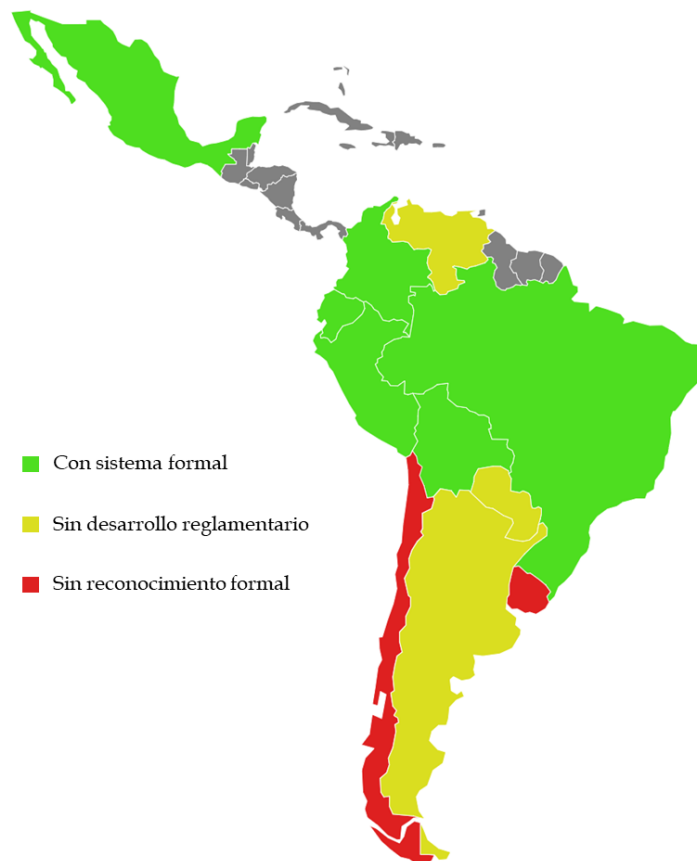 Con sistema formal
Sin desarrollo reglamentario
Sin reconocimiento formal